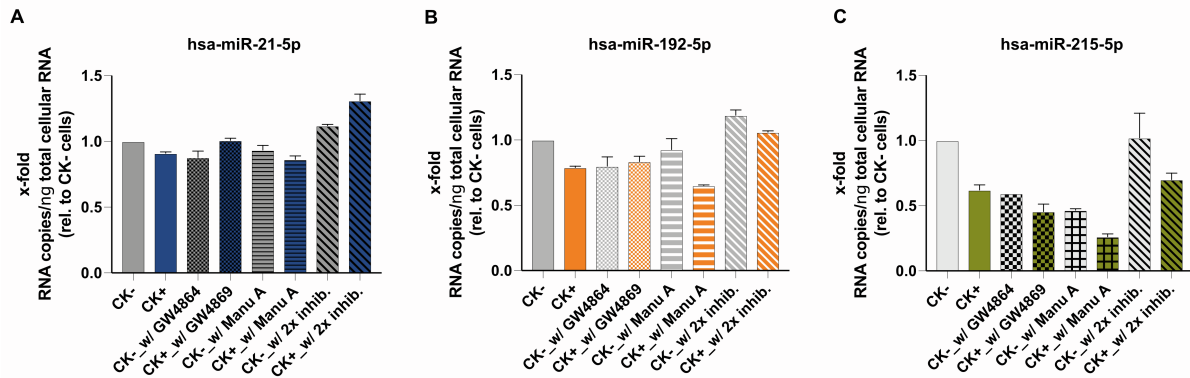 A
hsa-miR-21-5p
x-fold
RNA copies/ng total cellular RNA
(rel. to CK- cells)
1.5
1.0
0.5
0.0
CK-
CK+
CK-_w/ GW4864
CK+_w/ GW4869
CK-_w/ Manu A
CK+_w/ Manu A
CK-_w/ 2x inhib.
CK+_w/ 2x inhib.
B
hsa-miR-192-5p
x-fold
RNA copies/ng total cellular RNA
(rel. to CK- cells)
1.5
1.0
0.5
0.0
CK-
CK+
CK-_w/ GW4864
CK+_w/ GW4869
CK-_w/ Manu A
CK+_w/ Manu A
CK-_w/ 2x inhib.
CK+_w/ 2x inhib.
C
hsa-miR-215-5p
x-fold
RNA copies/ng total cellular RNA
(rel. to CK- cells)
1.5
1.0
0.5
0.0
CK-
CK+
CK-_w/ GW4864
CK+_w/ GW4869
CK-_w/ Manu A
CK+_w/ Manu A
CK-_w/ 2x inhib.
CK+_w/ 2x inhib.